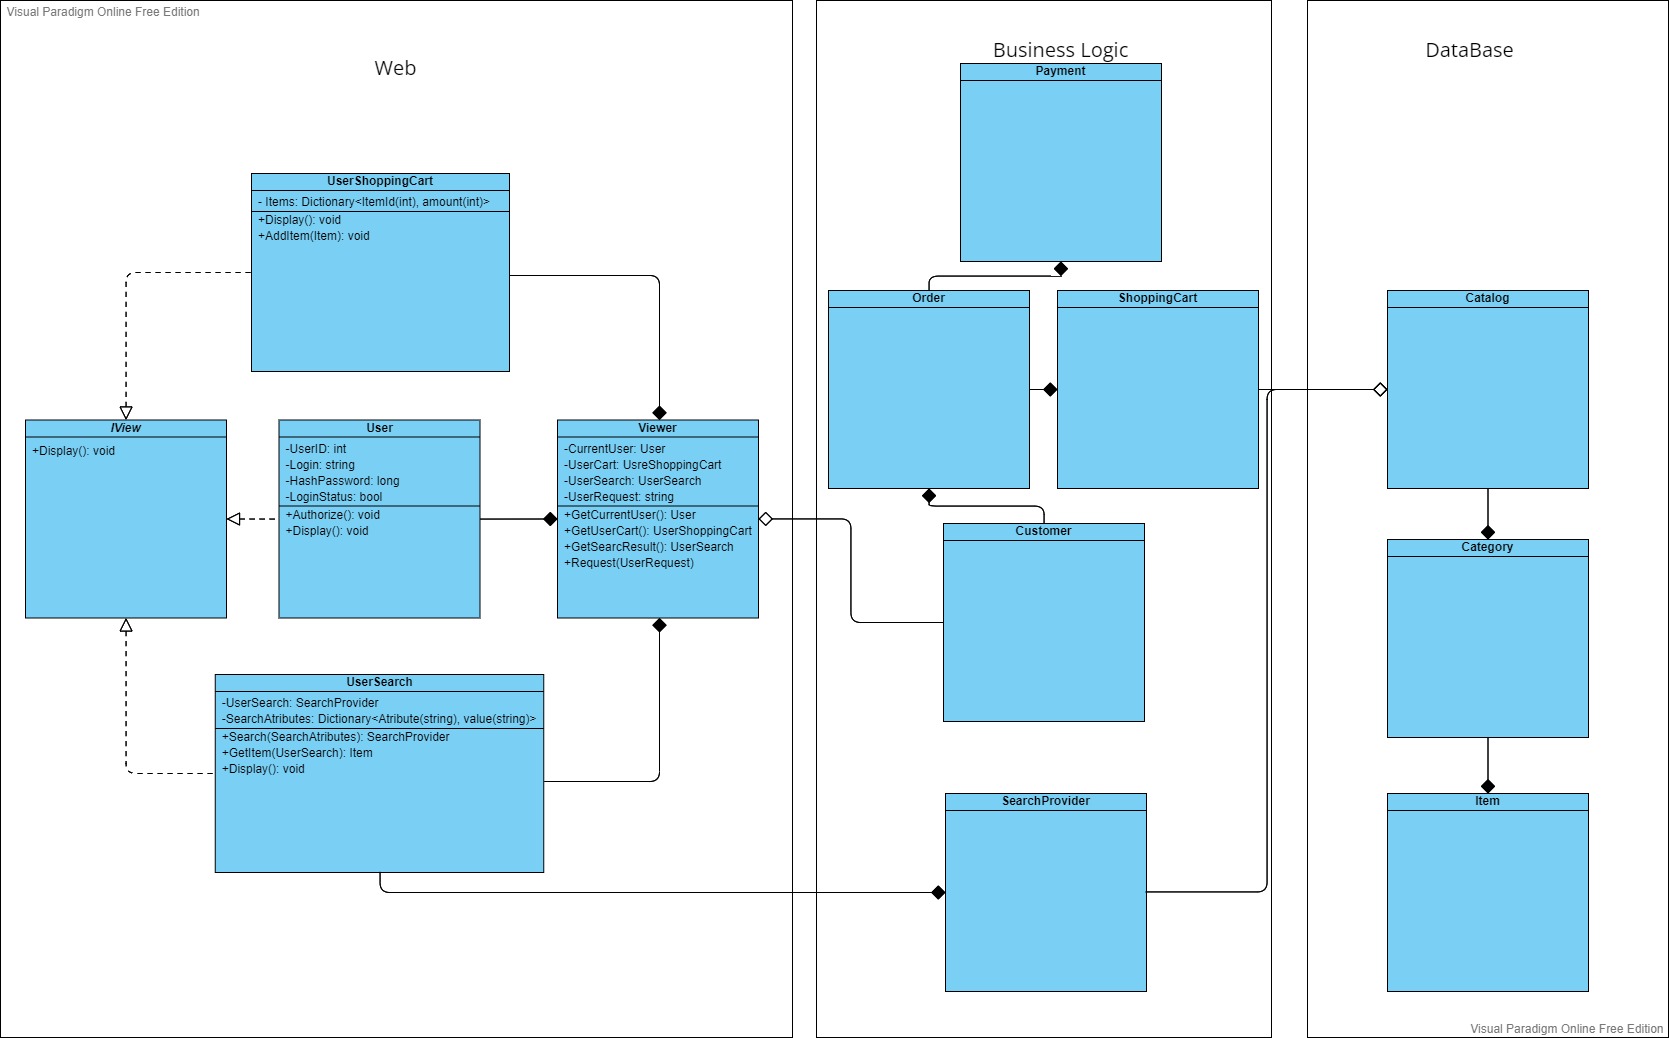 Visual Paradigm Online Free Edition
Web
UserShoppingCart
- Items: Dictionary<ItemId(int), amount(int)>
+Display(): void
+AddItem(Item): void
IView
+Display(): void
User
-UserID: int
-Login: string
-HashPassword: long
-LoginStatus: bool
+Authorize(): void
+Display(): void
Viewer
-CurrentUser: User
-UserCart: UsreShoppingCart
-UserSearch: UserSearch
-UserRequest: string
+GetCurrentUser(): User
+GetUserCart(): UserShoppingCart
+GetSearcResult(): UserSearch
+Request(UserRequest)
UserSearch
-UserSearch: SearchProvider
-SearchAtributes: Dictionary<Atribute(string), value(string)>
+Search(SearchAtributes): SearchProvider
+GetItem(UserSearch): Item
+Display(): void
Business Logic
Payment
Order
ShoppingCart
Customer
SearchProvider
DataBase
Catalog
Category
Item
Visual Paradigm Online Free Edition